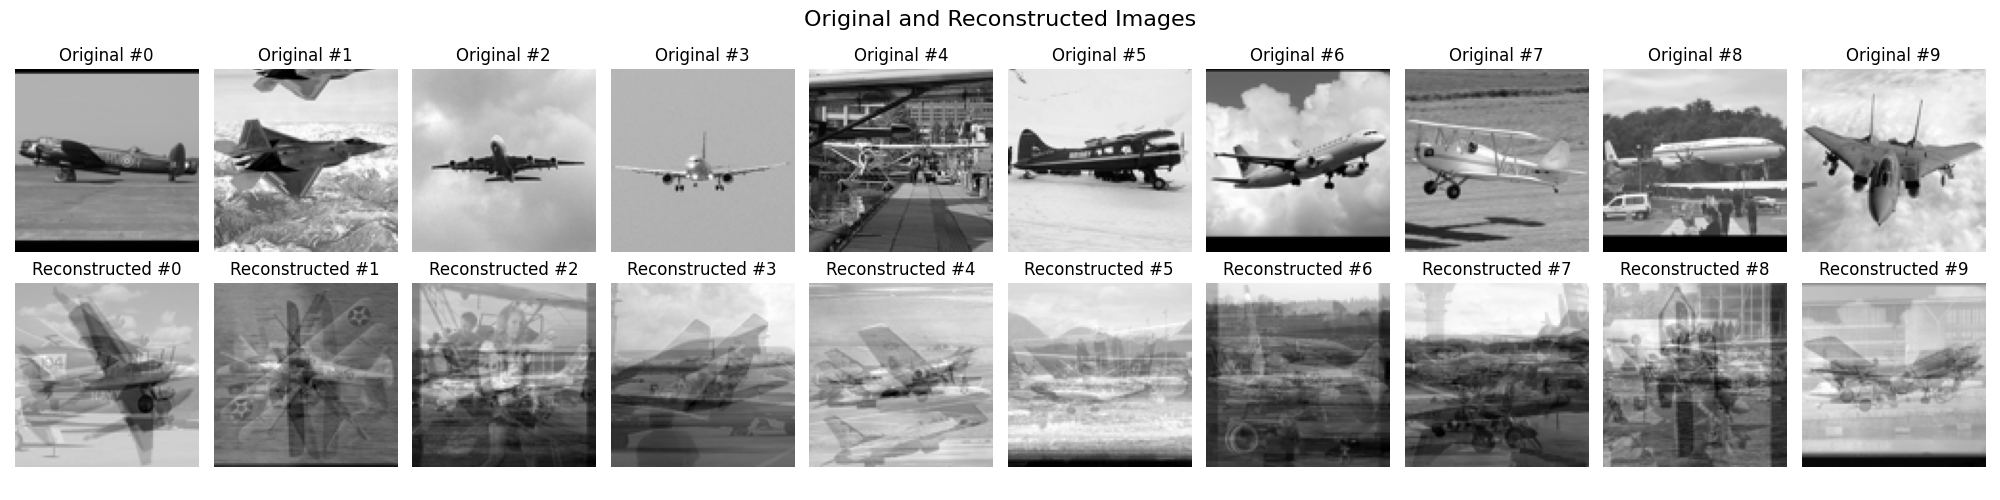 Original and Reconstructed Images
Original #0 Original #1 Original #2 Original #3 Original #4 Original #5 Original #6 Original #7 Original #8 Original #9
Reconstructed #0 Reconstructed #1 Reconstructed #2 Reconstructed #3 Reconstructed #4 Reconstructed #5 Reconstructed #6 Reconstructed #7 Reconstructed #8 Reconstructed #9